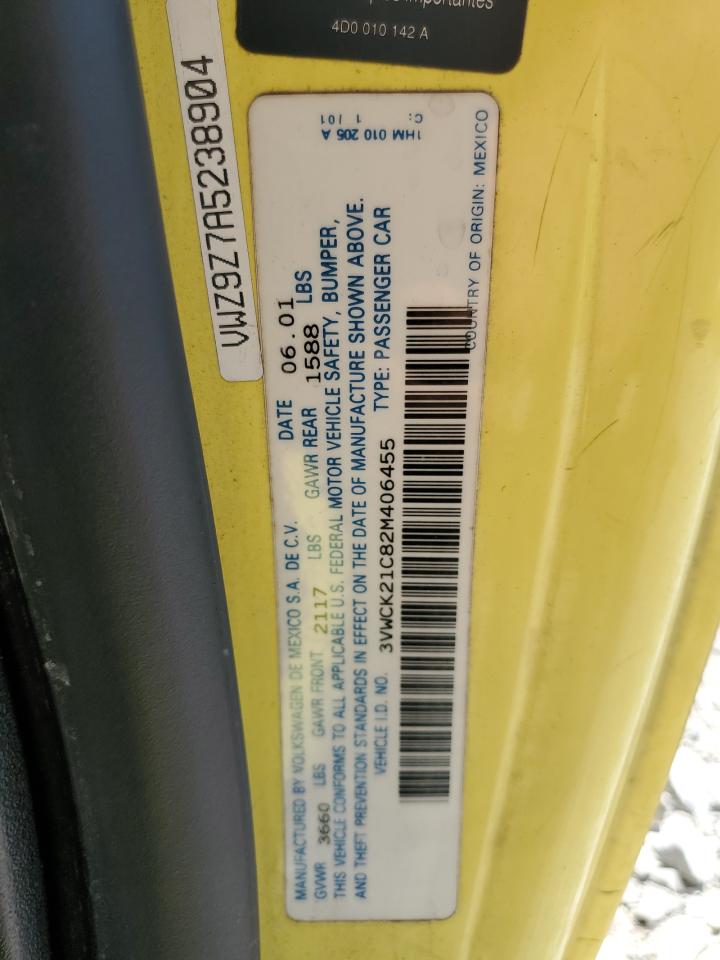 importantes
4D0 010 142 A
VWZ9Z7A5238904
1HM 010 205 A
C: 1 /01
MANUFACTURED BY VOLKSWAGEN DE MEXICO S.A. DE C.V. DATE 06.01
GVWR 3660 LBS GAWR FRONT 2117 LBS GAWR REAR 1588 LBS
THIS VEHICLE CONFORMS TO ALL APPLICABLE U.S. FEDERAL MOTOR VEHICLE SAFETY, BUMPER,
AND THEFT PREVENTION STANDARDS IN EFFECT ON THE DATE OF MANUFACTURE SHOWN ABOVE.
VEHICLE I.D. NO. 3VWCK21C82M406455 TYPE: PASSENGER CAR
COUNTRY OF ORIGIN: MEXICO